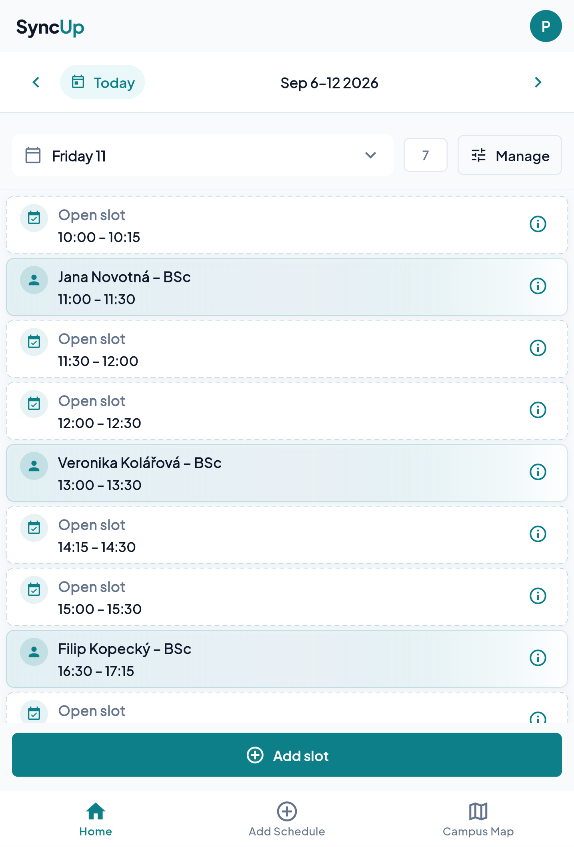 SyncUp
P
Today
Sep 6–12 2026
Friday 11
7
Manage
Open slot
10:00 – 10:15
Jana Novotná – BSc
11:00 – 11:30
Open slot
11:30 – 12:00
Open slot
12:00 – 12:30
Veronika Kolářová – BSc
13:00 – 13:30
Open slot
14:15 – 14:30
Open slot
15:00 – 15:30
Filip Kopecký – BSc
16:30 – 17:15
Open slot
Add slot
Home
Add Schedule
Campus Map